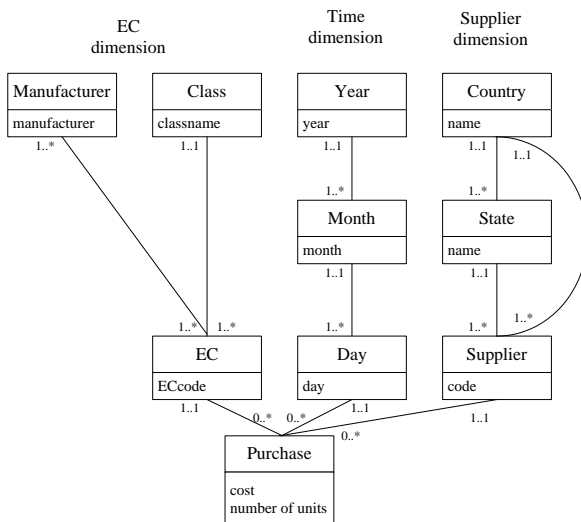 EC
dimension
Time
dimension
Supplier
dimension
Manufacturer
manufacturer
Class
classname
Year
year
Country
name
1..*
1..1
1..1
1..1
1..1
1..*
1..*
Month
month
State
name
1..1
1..1
1..*
1..*
1..*
1..*
1..*
EC
ECcode
Day
day
Supplier
code
1..1
0..*
0..*
1..1
1..1
0..*
Purchase
cost
number of units